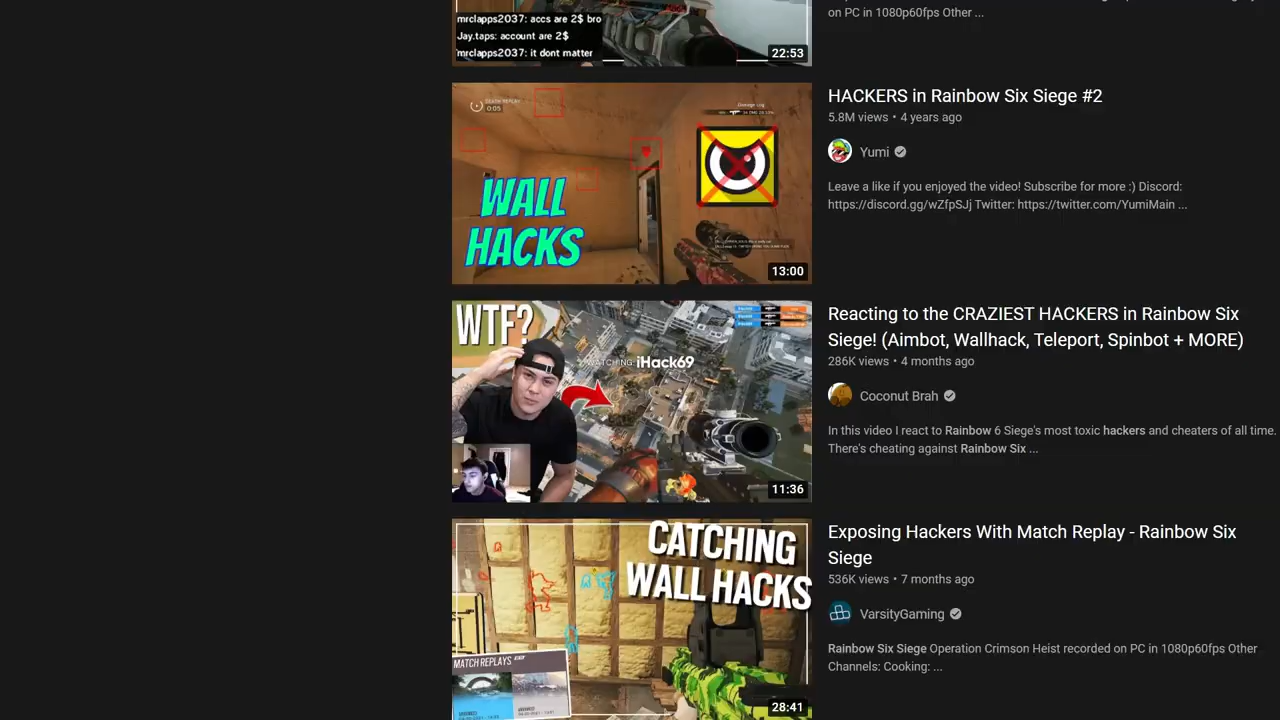 on PC in 1080p60fps Other ...
mrclapps2037: accs are 2$ bro
Jay.taps: account are 2$
mrclapps2037: it dont matter
22:53
DEATH REPLAY
0:05
Damage Log
WALL
HACKS
13:00
HACKERS in Rainbow Six Siege #2
5.8M views • 4 years ago
Yumi
Leave a like if you enjoyed the video! Subscribe for more :) Discord:
https://discord.gg/wZfpSJj Twitter: https://twitter.com/YumiMain ...
WTF?
WATCHING: iHack69
11:36
Reacting to the CRAZIEST HACKERS in Rainbow Six
Siege! (Aimbot, Wallhack, Teleport, Spinbot + MORE)
286K views • 4 months ago
Coconut Brah
In this video I react to Rainbow 6 Siege's most toxic hackers and cheaters of all time.
There's cheating against Rainbow Six ...
CATCHING
WALL HACKS
MATCH REPLAYS
28:41
Exposing Hackers With Match Replay - Rainbow Six
Siege
536K views • 7 months ago
VarsityGaming
Rainbow Six Siege Operation Crimson Heist recorded on PC in 1080p60fps Other
Channels: Cooking: ...